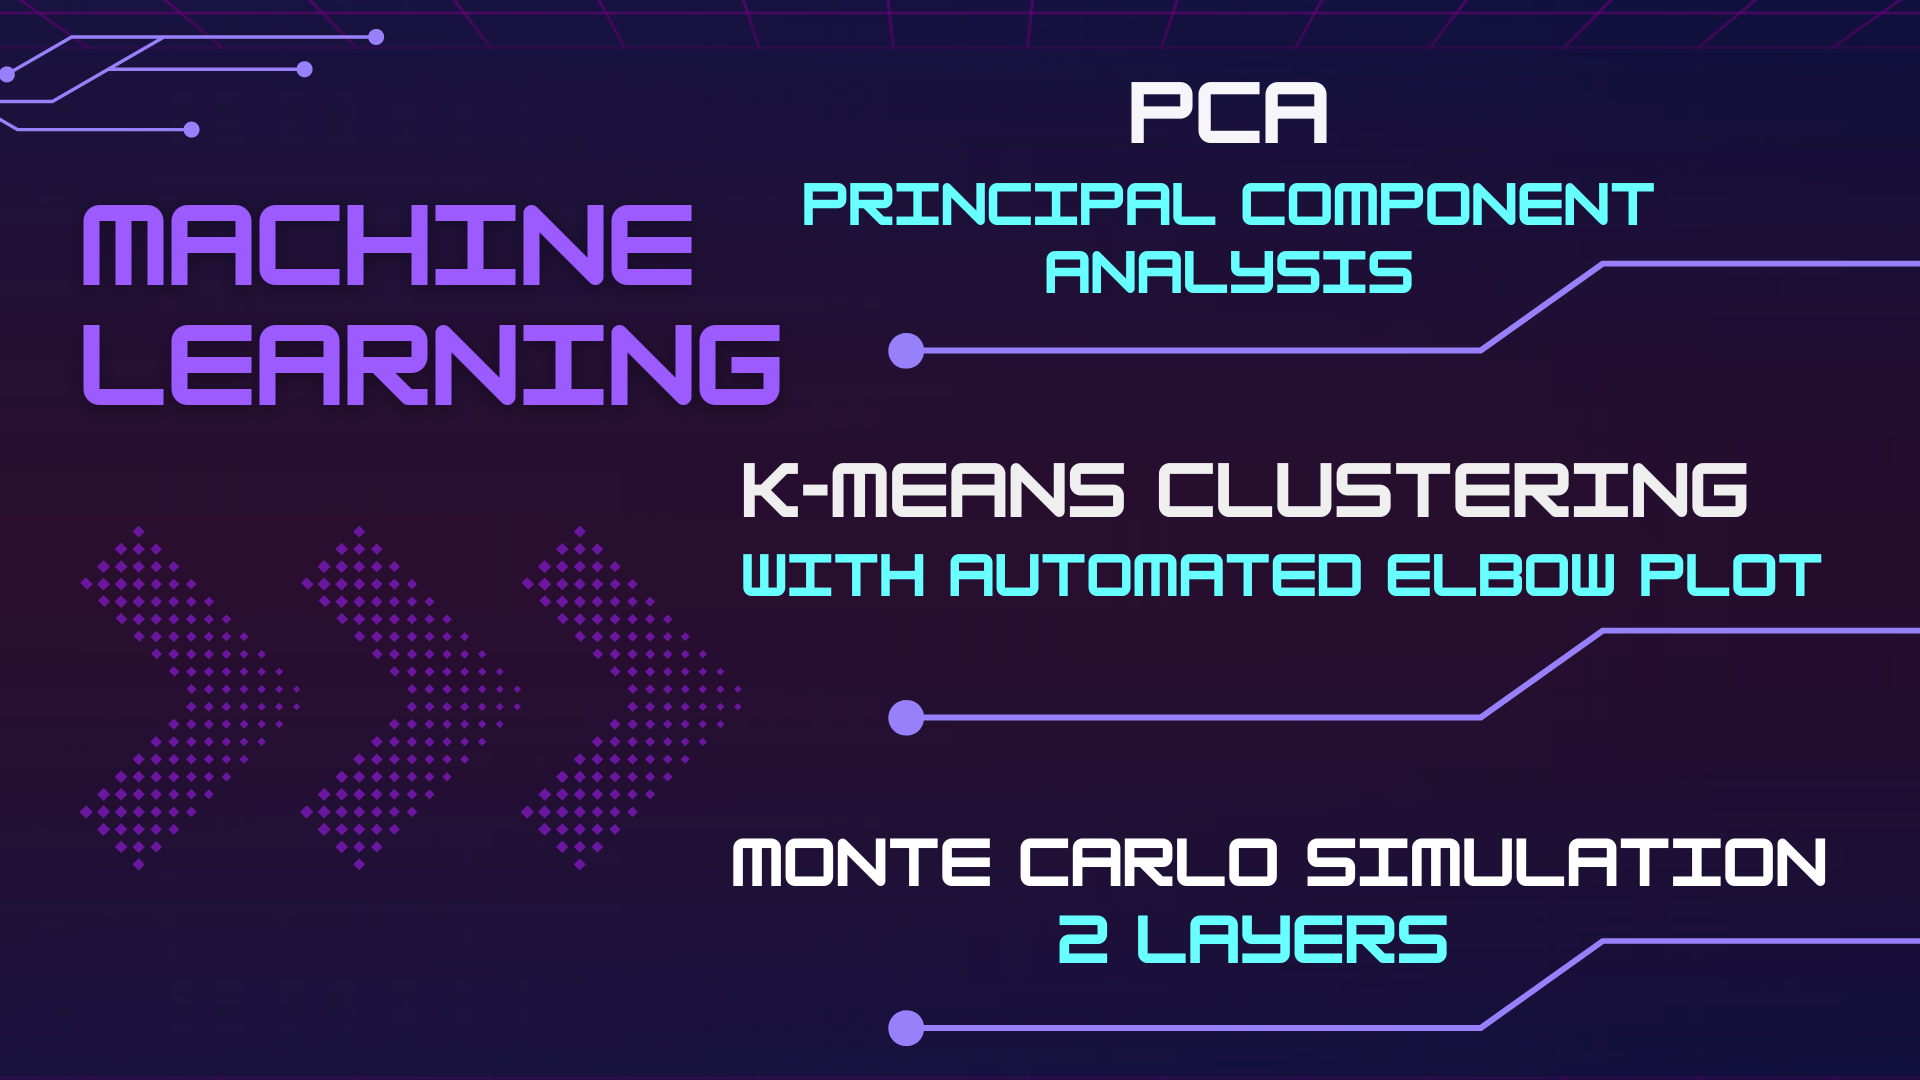 MACHINE
LEARNING
PCA
PRINCIPAL COMPONENT
ANALYSIS
K-MEANS CLUSTERING
WITH AUTOMATED ELBOW PLOT
MONTE CARLO SIMULATION
2 LAYERS